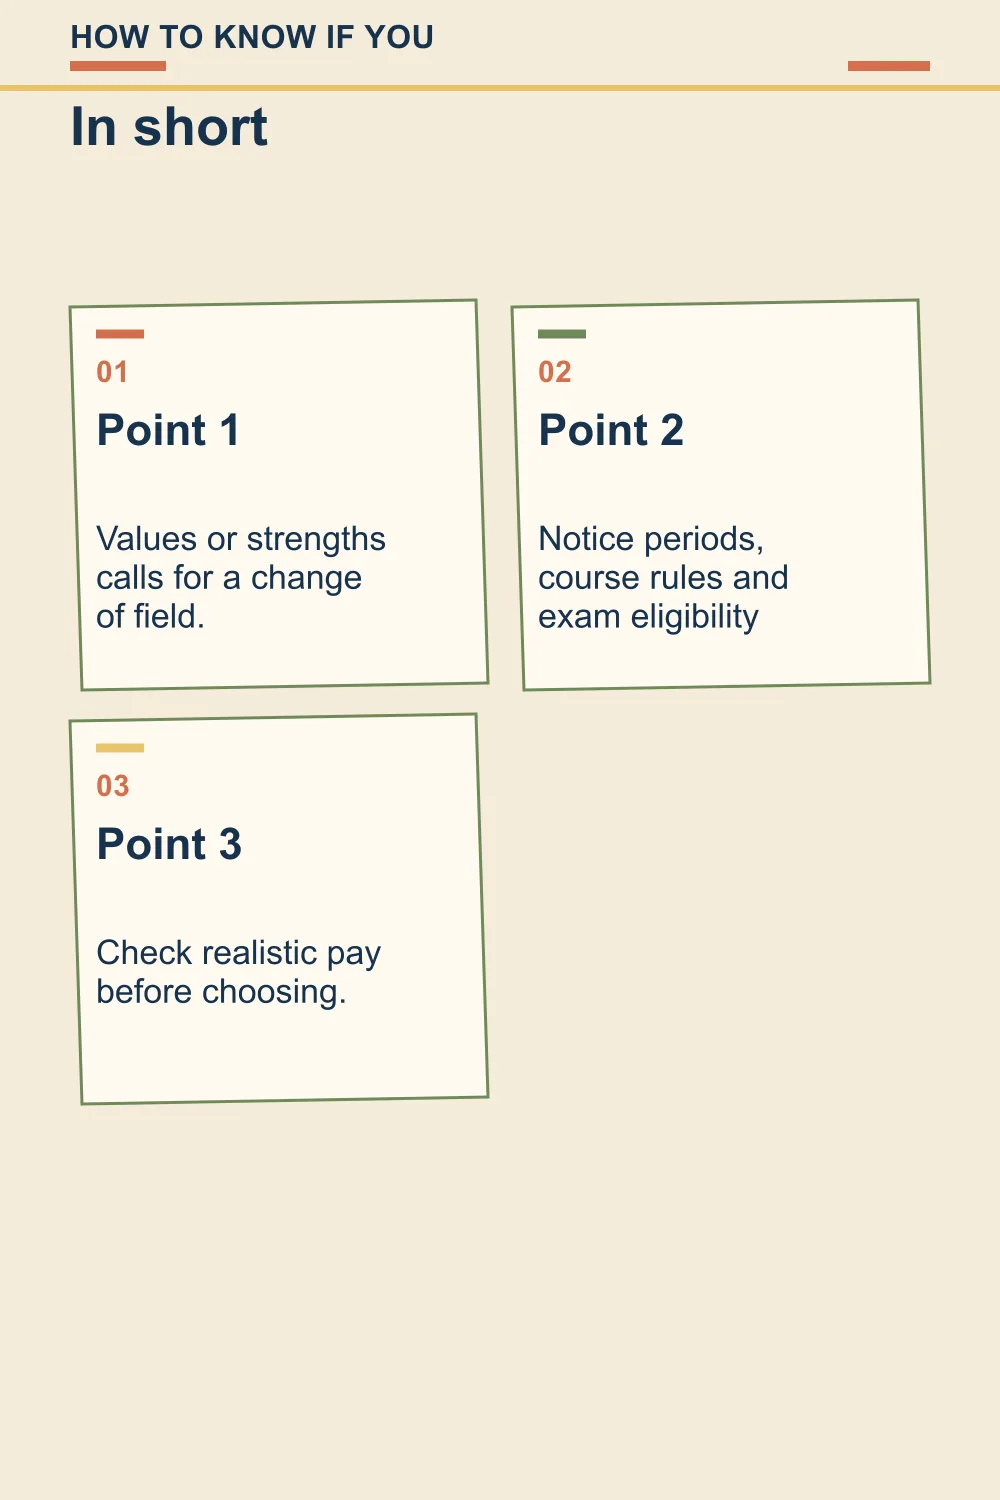 HOW TO KNOW IF YOU
In short
01
Point 1
Values or strengths
calls for a change
of field.
02
Point 2
Notice periods,
course rules and
exam eligibility
03
Point 3
Check realistic pay
before choosing.